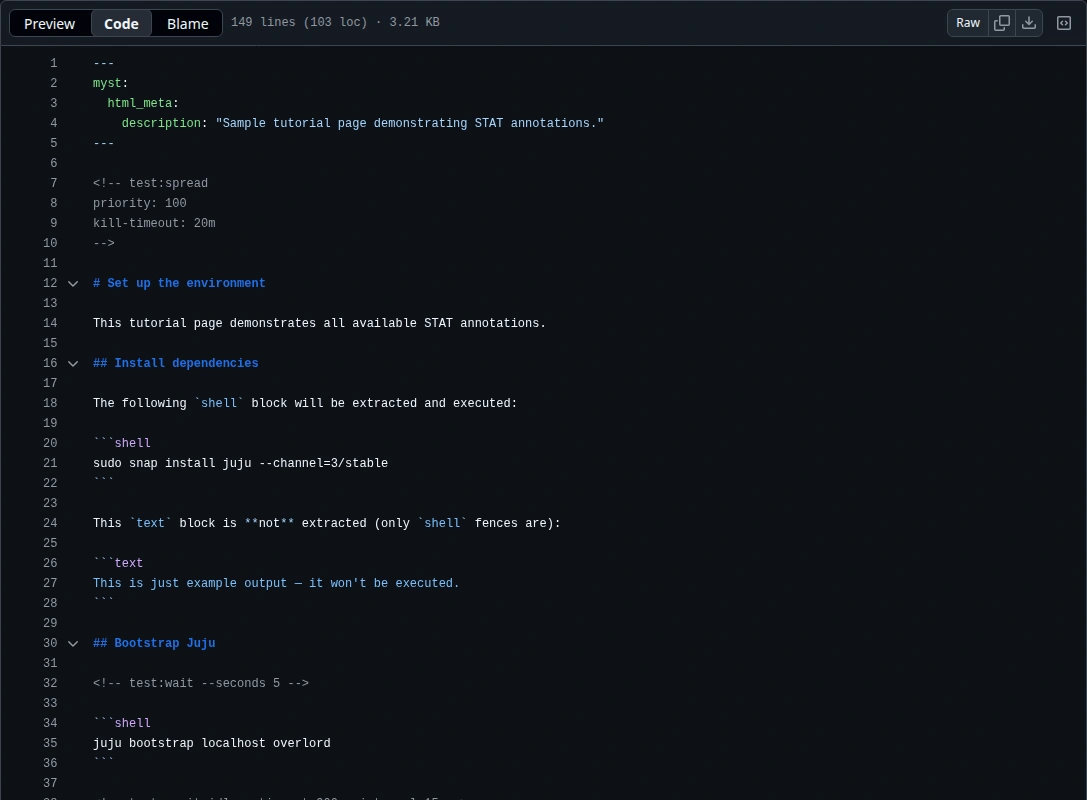 Preview Code Blame 149 lines (103 loc) · 3.21 KB Raw
1 ---
2 myst:
3   html_meta:
4     description: "Sample tutorial page demonstrating STAT annotations."
5 ---
6
7 <!-- test:spread
8 priority: 100
9 kill-timeout: 20m
10 -->
11
12 # Set up the environment
13
14 This tutorial page demonstrates all available STAT annotations.
15
16 ## Install dependencies
17
18 The following `shell` block will be extracted and executed:
19
20 ```shell
21 sudo snap install juju --channel=3/stable
22 ```
23
24 This `text` block is **not** extracted (only `shell` fences are):
25
26 ```text
27 This is just example output — it won't be executed.
28 ```
29
30 ## Bootstrap Juju
31
32 <!-- test:wait --seconds 5 -->
33
34 ```shell
35 juju bootstrap localhost overlord
36 ```
37